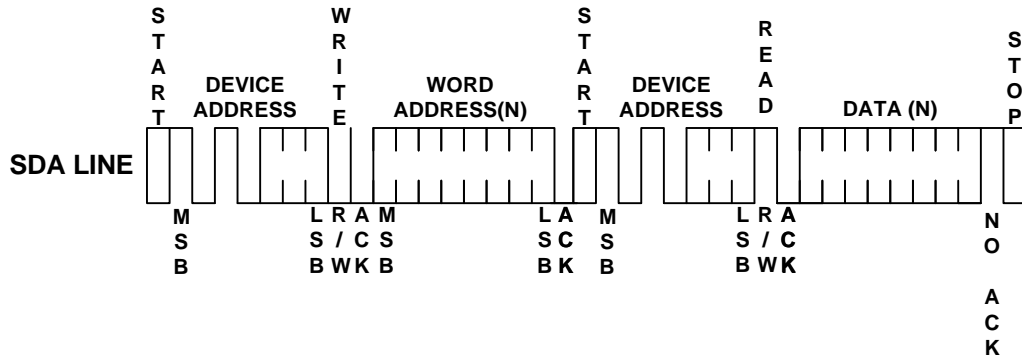 START
WRITE
START
READ
STOP
DEVICE
ADDRESS
WORD
ADDRESS(N)
DEVICE
ADDRESS
DATA (N)
SDA LINE
MSB
LSB
R/W
ACK
MSB
LSB
ACK
MSB
LSB
R/W
ACK
NO ACK